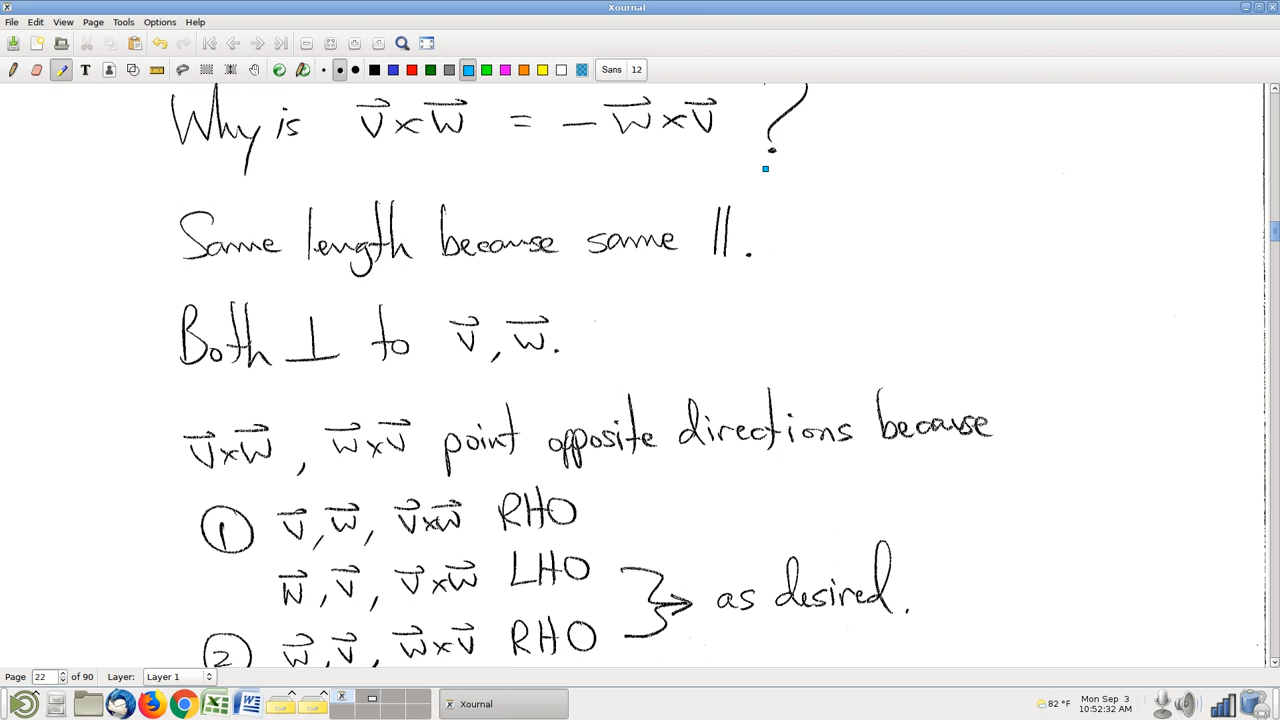 Xournal
File Edit View Page Tools Options Help
Sans 12
Why is v⃗×w⃗ = −w⃗×v⃗ ?
Same length because same ||.
Both ⊥ to v⃗, w⃗.
v⃗×w⃗, w⃗×v⃗ point opposite directions because
① v⃗, w⃗, v⃗×w⃗ RHO
w⃗, v⃗, v⃗×w⃗ LHO
as desired.
② w⃗, v⃗, w⃗×v⃗ RHO
Page 22 of 90 Layer: Layer 1
Xournal
82 °F
Mon Sep 3
10:52:32 AM